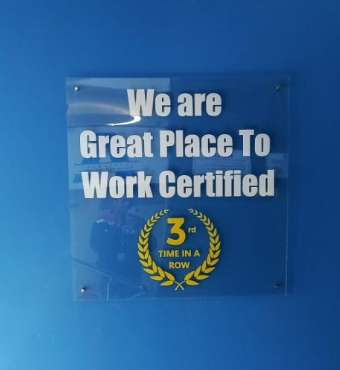 We are
Great Place To
Work Certified
3rd
TIME IN A
ROW